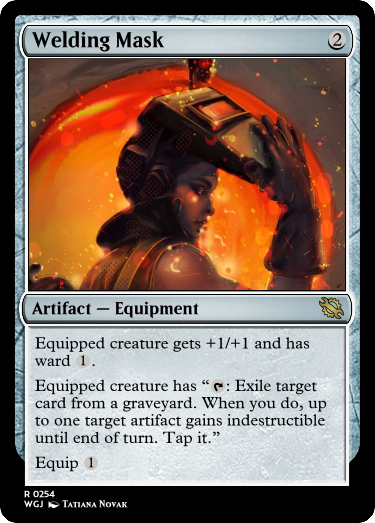 Welding Mask 2
Artifact — Equipment
Equipped creature gets +1/+1 and has
ward 1.
Equipped creature has “: Exile target
card from a graveyard. When you do, up
to one target artifact gains indestructible
until end of turn. Tap it.”
Equip 1
R 0254
WGJ Tatiana Novak